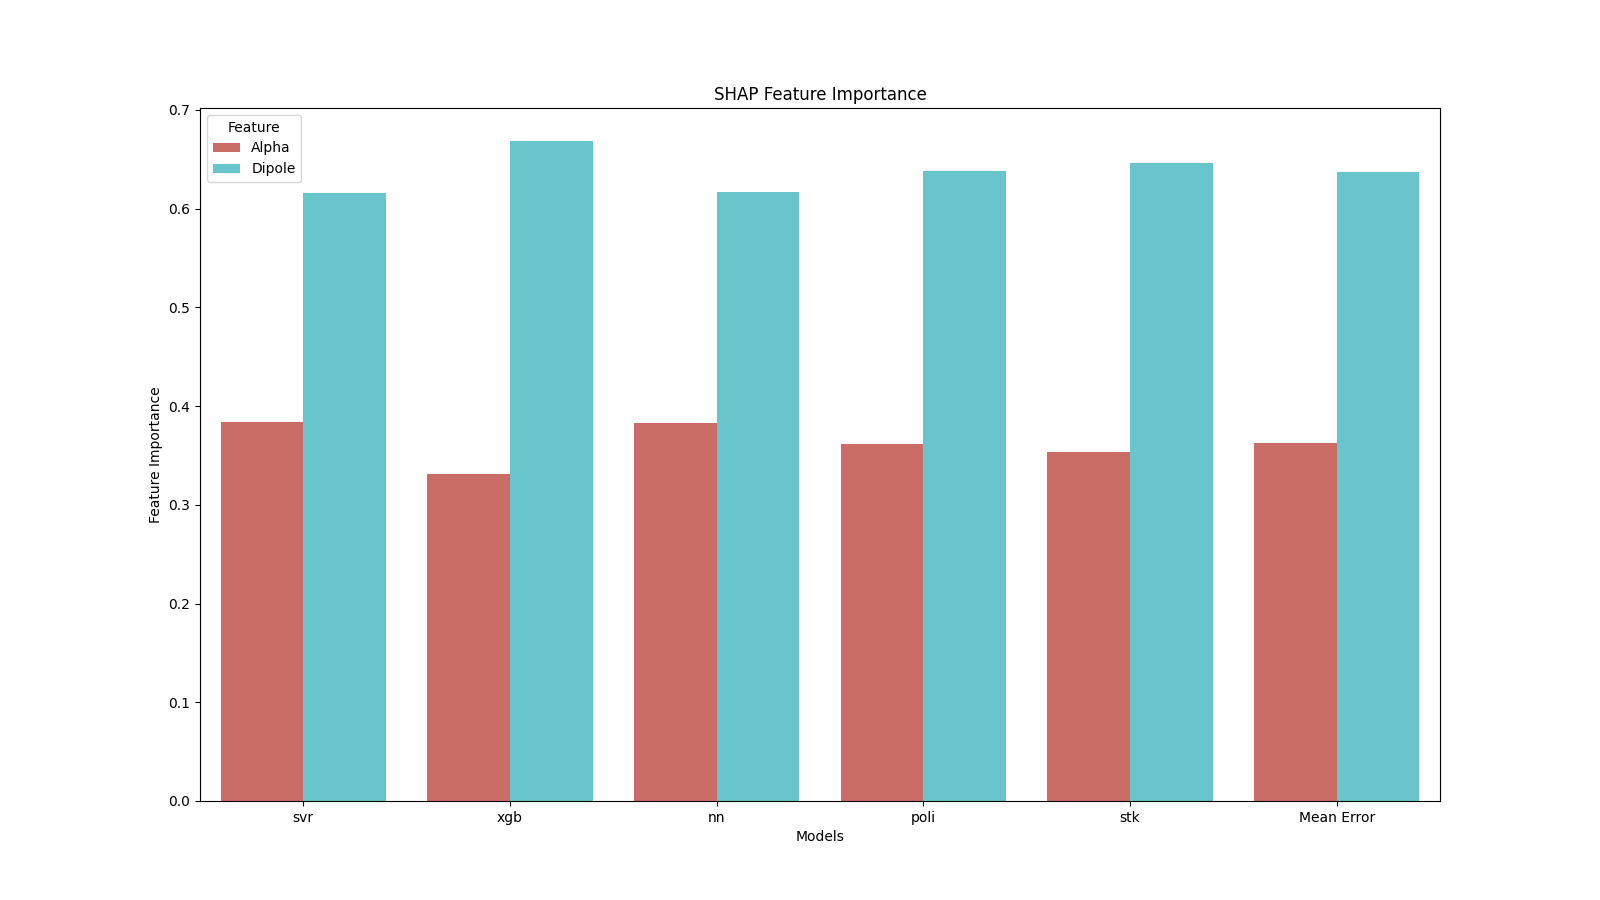 SHAP Feature Importance
Feature
Alpha
Dipole
0.7
0.6
0.5
0.4
0.3
0.2
0.1
0.0
Feature Importance
svr xgb nn poli stk Mean Error
Models